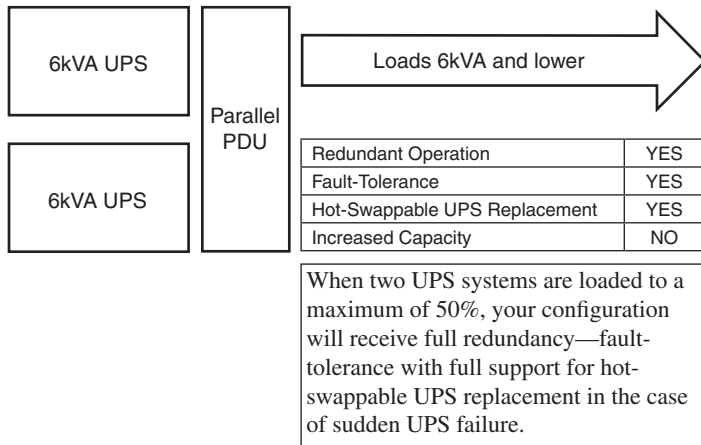 6kVA UPS
6kVA UPS
Parallel
PDU
Loads 6kVA and lower
Redundant Operation YES
Fault-Tolerance YES
Hot-Swappable UPS Replacement YES
Increased Capacity NO
When two UPS systems are loaded to a
maximum of 50%, your configuration
will receive full redundancy—fault-
tolerance with full support for hot-
swappable UPS replacement in the case
of sudden UPS failure.